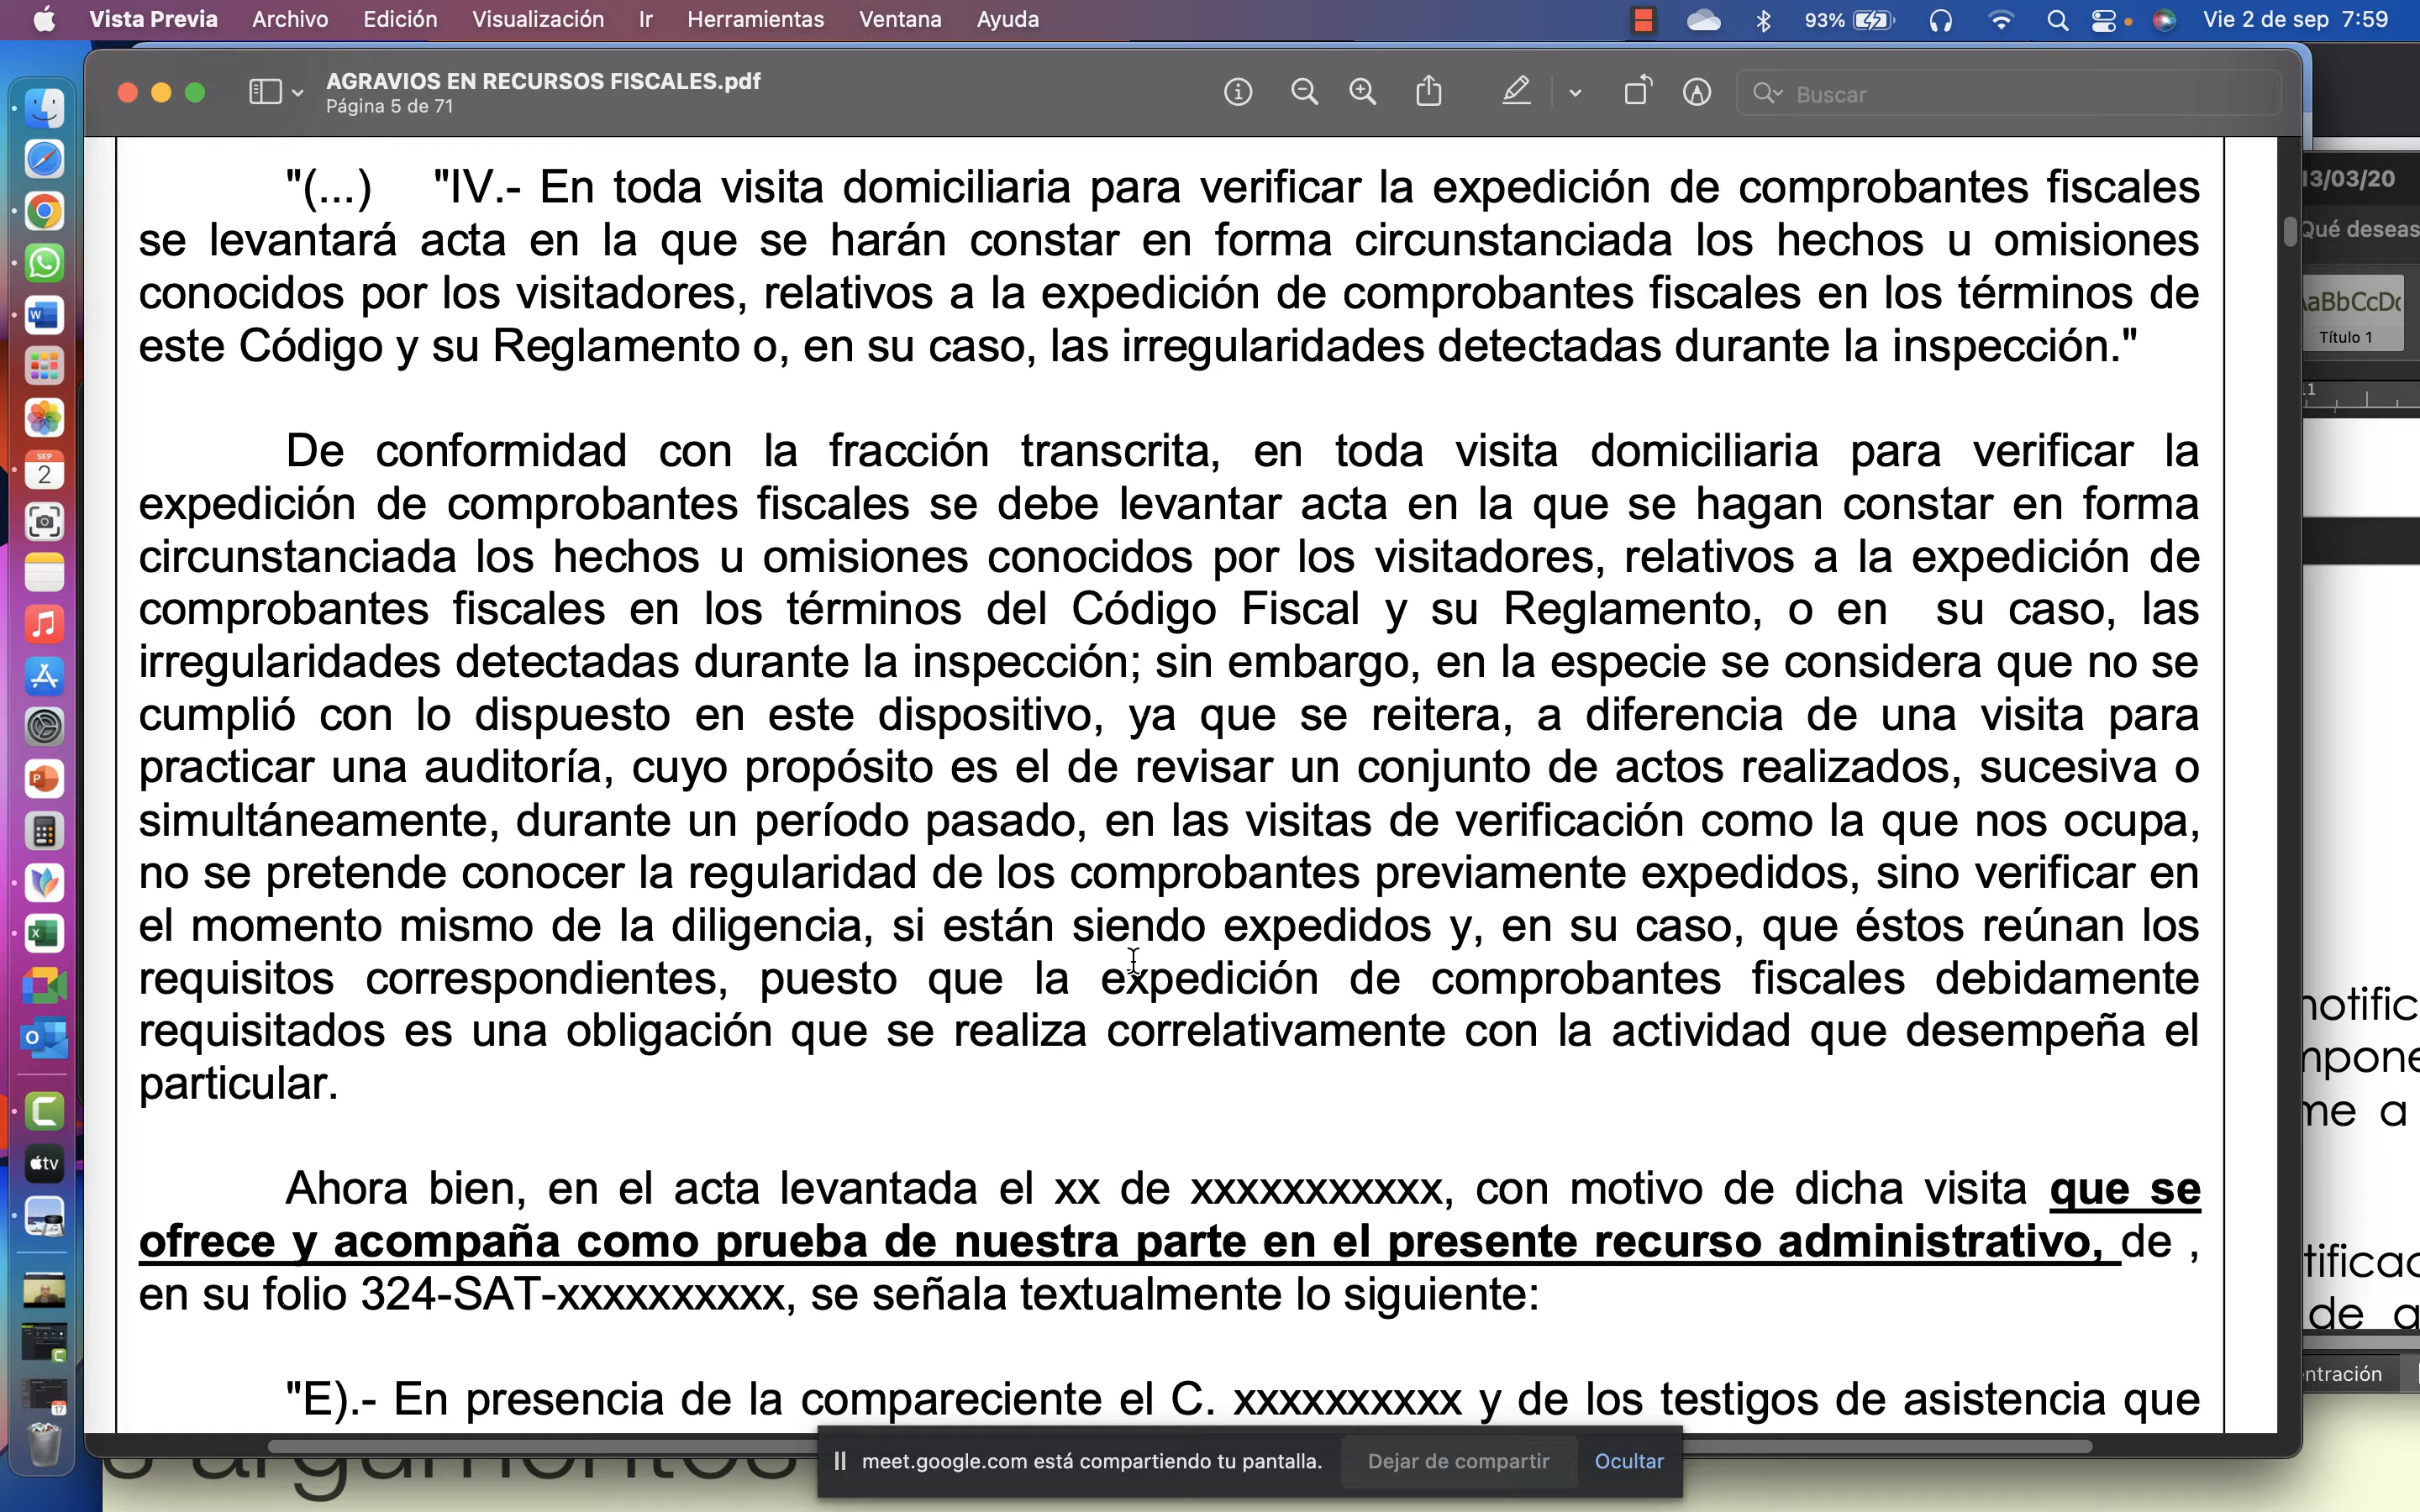 Vista Previa Archivo Edición Visualización Ir Herramientas Ventana Ayuda 93% Vie 2 de sep 7:59
AGRAVIOS EN RECURSOS FISCALES.pdf
Página 5 de 71
Buscar
"(...) "IV.- En toda visita domiciliaria para verificar la expedición de comprobantes fiscales
se levantará acta en la que se harán constar en forma circunstanciada los hechos u omisiones
conocidos por los visitadores, relativos a la expedición de comprobantes fiscales en los términos de
este Código y su Reglamento o, en su caso, las irregularidades detectadas durante la inspección."
De conformidad con la fracción transcrita, en toda visita domiciliaria para verificar la
expedición de comprobantes fiscales se debe levantar acta en la que se hagan constar en forma
circunstanciada los hechos u omisiones conocidos por los visitadores, relativos a la expedición de
comprobantes fiscales en los términos del Código Fiscal y su Reglamento, o en su caso, las
irregularidades detectadas durante la inspección; sin embargo, en la especie se considera que no se
cumplió con lo dispuesto en este dispositivo, ya que se reitera, a diferencia de una visita para
practicar una auditoría, cuyo propósito es el de revisar un conjunto de actos realizados, sucesiva o
simultáneamente, durante un período pasado, en las visitas de verificación como la que nos ocupa,
no se pretende conocer la regularidad de los comprobantes previamente expedidos, sino verificar en
el momento mismo de la diligencia, si están siendo expedidos y, en su caso, que éstos reúnan los
requisitos correspondientes, puesto que la expedición de comprobantes fiscales debidamente
requisitados es una obligación que se realiza correlativamente con la actividad que desempeña el
particular.
Ahora bien, en el acta levantada el xx de xxxxxxxxxxx, con motivo de dicha visita que se
ofrece y acompaña como prueba de nuestra parte en el presente recurso administrativo, de ,
en su folio 324-SAT-xxxxxxxxxx, se señala textualmente lo siguiente:
"E).- En presencia de la compareciente el C. xxxxxxxxxx y de los testigos de asistencia que
meet.google.com está compartiendo tu pantalla. Dejar de compartir Ocultar
13/03/20
Qué deseas
AaBbCcDc
Título 1
notific
mpone
me a
tificac
de a
ntración
SEP
2
tv
17
s argumentos